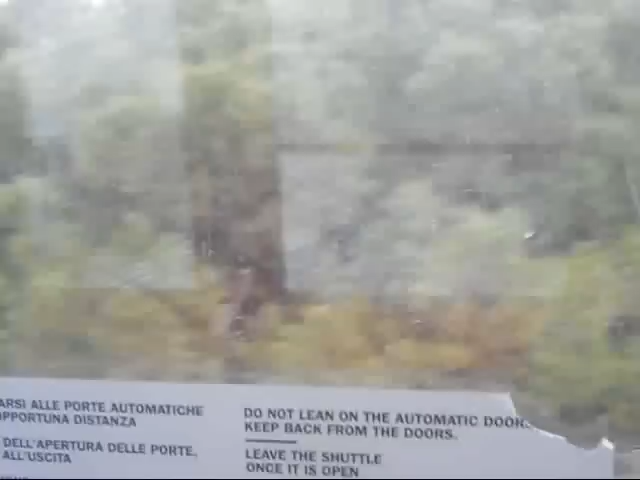 ARSI ALLE PORTE AUTOMATICHE
OPPORTUNA DISTANZA
DELL'APERTURA DELLE PORTE,
ALL'USCITA
DO NOT LEAN ON THE AUTOMATIC DOORS.
KEEP BACK FROM THE DOORS.
LEAVE THE SHUTTLE
ONCE IT IS OPEN